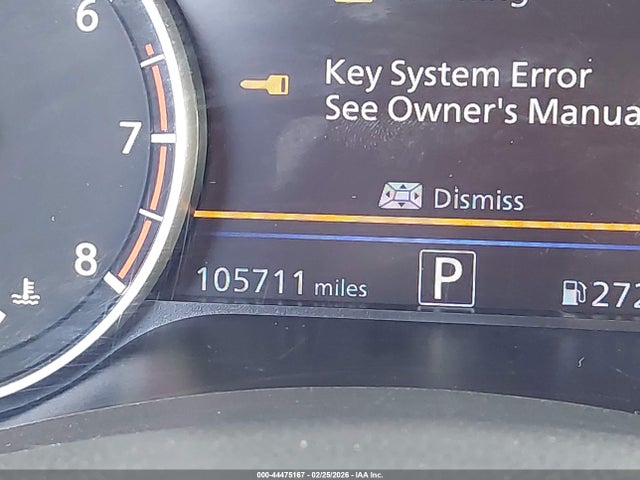 6
Key System Error
See Owner's Manua
7
Dismiss
8
105711 miles
P
272
000-44475167 - 02/25/2026 - IAA Inc.